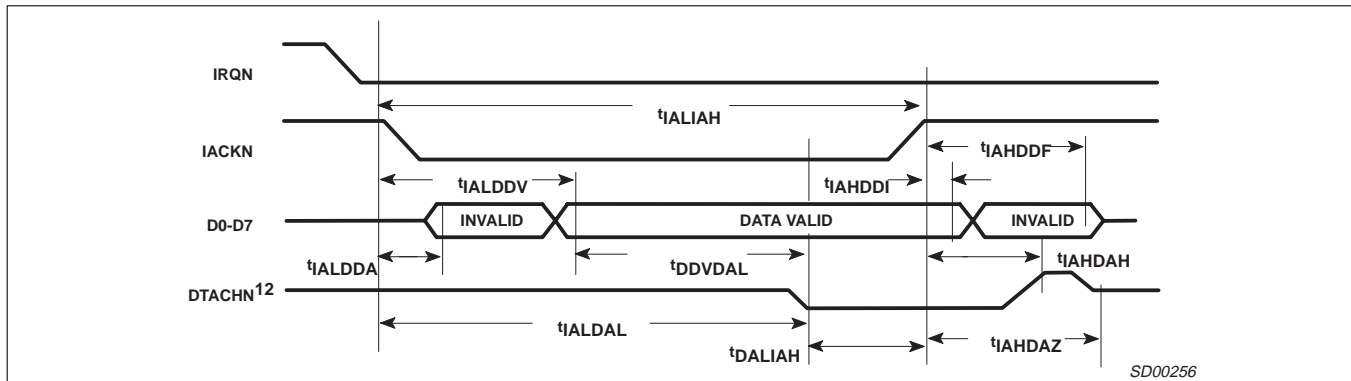 IRQN
tIALIAH
IACKN
tIAHDDF
tIALDDV
tIAHDDI
D0-D7
INVALID
DATA VALID
INVALID
tIALDDA
tDDVDAL
tIAHDAH
DTACHN12
tIALDAL
tDALIAH
tIAHDAZ
SD00256